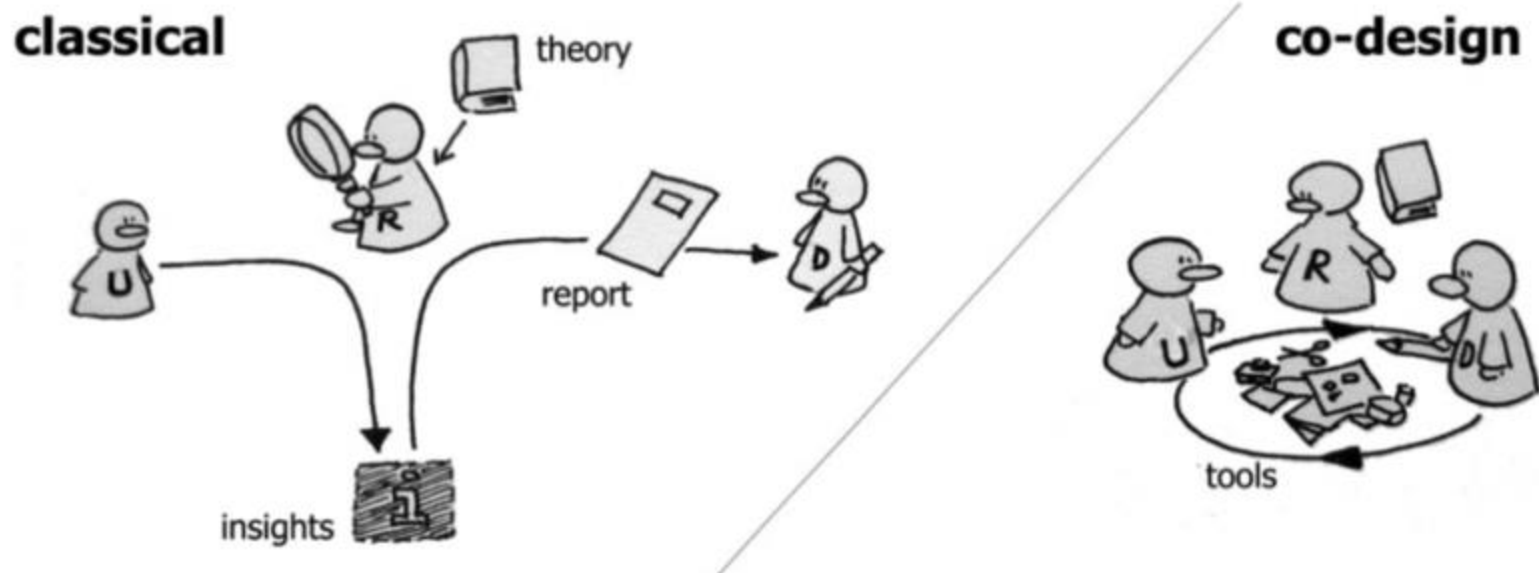 classical
theory
R
U
D
report
i
insights
co-design
R
U
D
tools